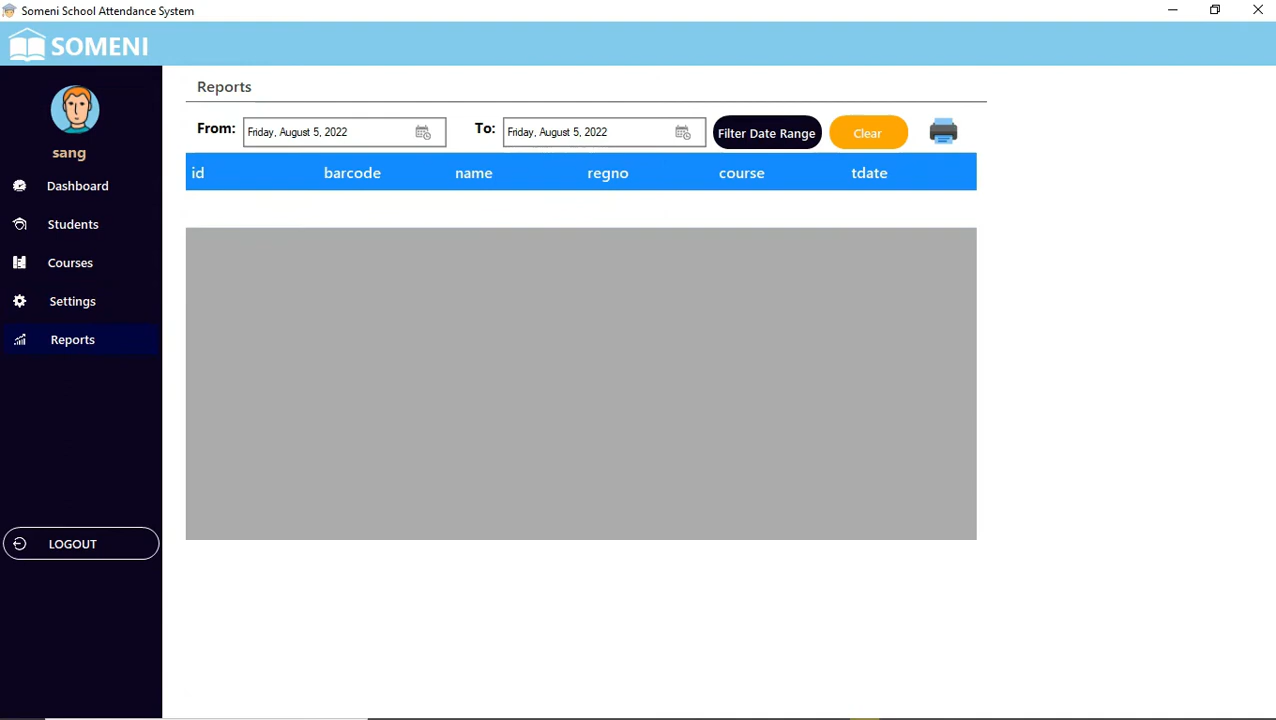 Someni School Attendance System
SOMENI
sang
Dashboard
Students
Courses
Settings
Reports
LOGOUT
Reports
From: Friday, August 5, 2022 To: Friday, August 5, 2022 Filter Date Range Clear
id barcode name regno course tdate